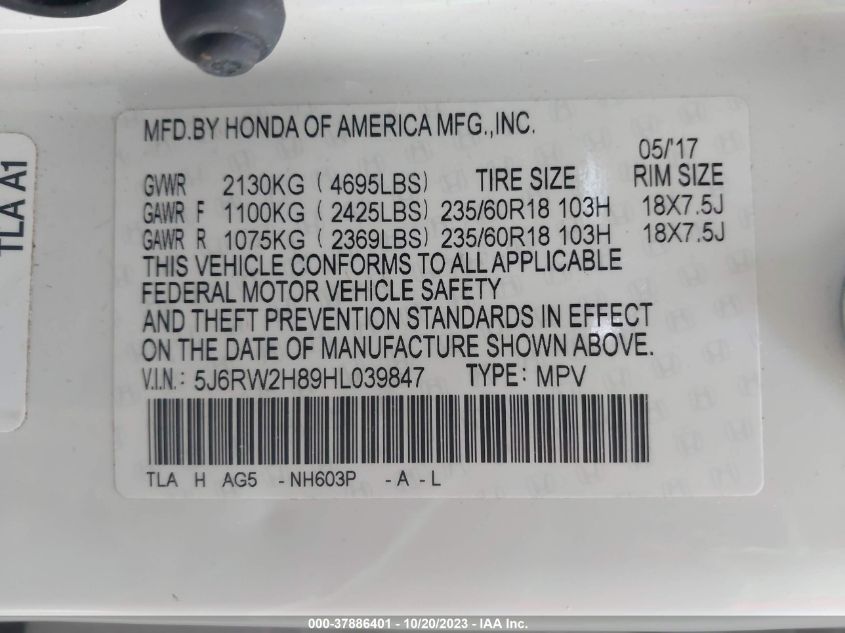 TLA A1
MFD.BY HONDA OF AMERICA MFG.,INC.
05/'17
GVWR 2130KG ( 4695LBS) TIRE SIZE RIM SIZE
GAWR F 1100KG ( 2425LBS) 235/60R18 103H 18X7.5J
GAWR R 1075KG ( 2369LBS) 235/60R18 103H 18X7.5J
THIS VEHICLE CONFORMS TO ALL APPLICABLE
FEDERAL MOTOR VEHICLE SAFETY
AND THEFT PREVENTION STANDARDS IN EFFECT
ON THE DATE OF MANUFACTURE SHOWN ABOVE.
V.I.N.: 5J6RW2H89HL039847 TYPE: MPV
TLA H AG5 -NH603P -A -L
000-37886401 - 10/20/2023 - IAA Inc.